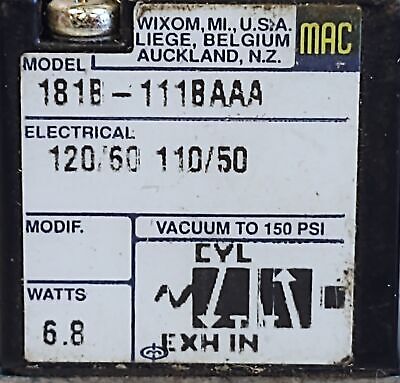 WIXOM, MI., U.S.A.
LIEGE, BELGIUM
AUCKLAND, N.Z.
MAC
MODEL
181B-111BAAA
ELECTRICAL
120/60 110/50
MODIF.
VACUUM TO 150 PSI
CYL
WATTS
6.8
EXH IN